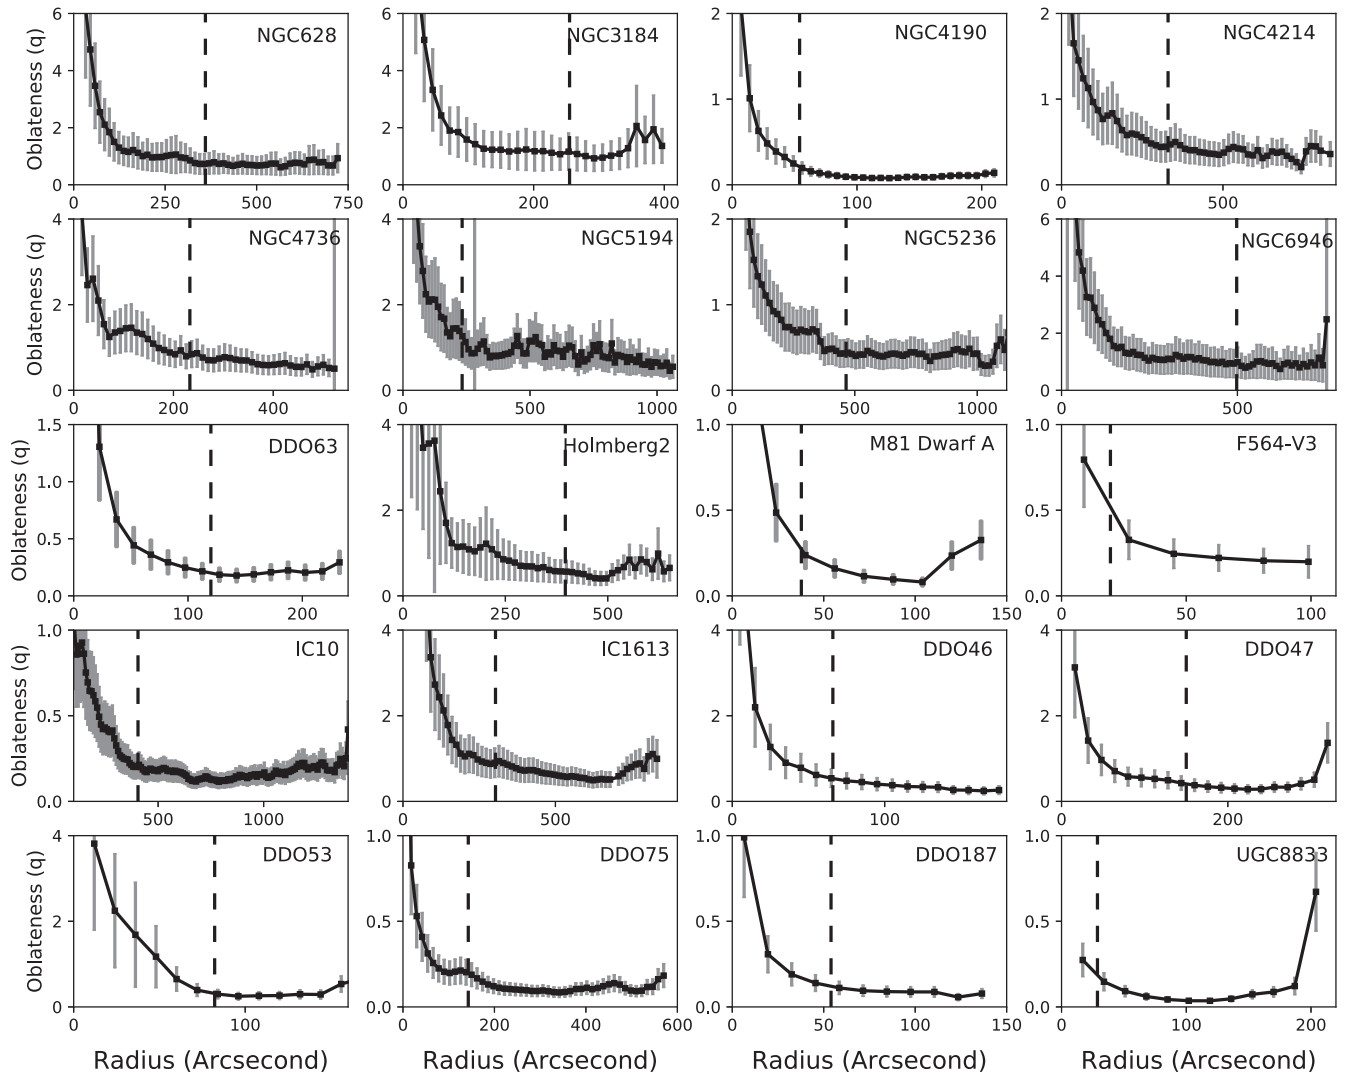 NGC628 NGC3184 NGC4190 NGC4214
Oblateness (q)
6 4 2 0
0 250 500 750
6 4 2 0
0 200 400
2 1 0
0 100 200
2 1 0
0 500
NGC4736 NGC5194 NGC5236 NGC6946
Oblateness (q)
4 2 0
0 200 400
4 2 0
0 500 1000
2 1 0
0 500 1000
6 4 2 0
0 500
DDO63 Holmberg2 M81 Dwarf A F564-V3
Oblateness (q)
1.5 1.0 0.5 0.0
0 100 200
4 2 0
0 250 500
1.0 0.5 0.0
0 50 100 150
1.0 0.5 0.0
0 50 100
IC10 IC1613 DDO46 DDO47
Oblateness (q)
1.0 0.5 0.0
500 1000
4 2 0
0 500
4 2 0
100
4 2 0
0 200
DDO53 DDO75 DDO187 UGC8833
Oblateness (q)
4 2 0
100
1.0 0.5 0.0
0 200 400 600
1.0 0.5 0.0
0 50 100 150
1.0 0.5 0.0
0 100 200
Radius (Arcsecond) Radius (Arcsecond) Radius (Arcsecond) Radius (Arcsecond)